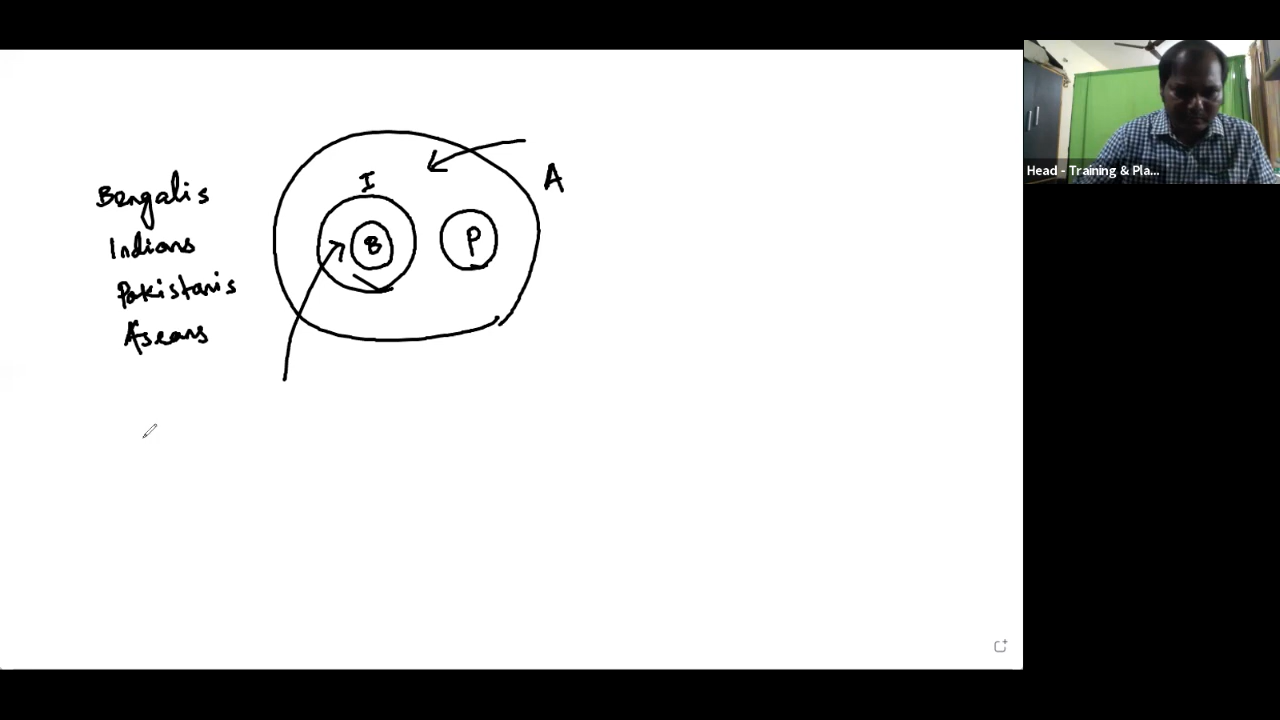 Bengalis
Indians
Pakistanis
Aseans
I
B
P
A
Head - Training & Pla...